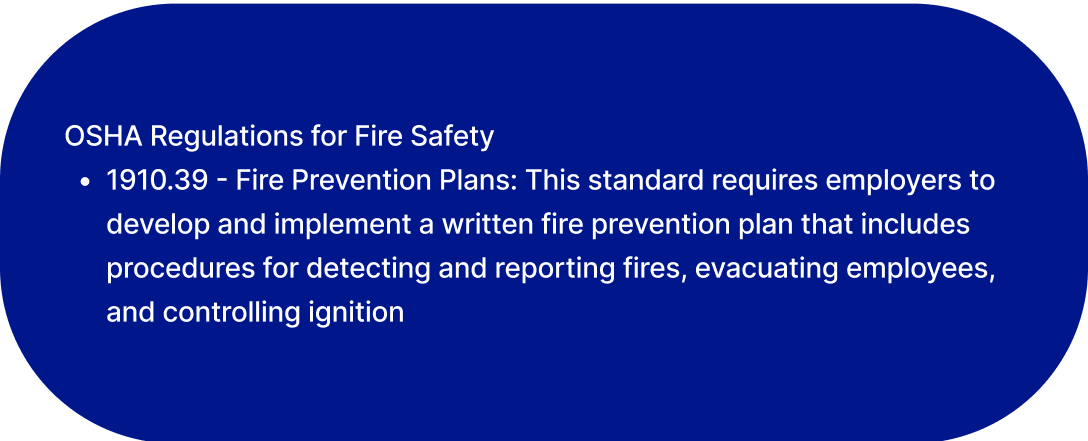 OSHA Regulations for Fire Safety
• 1910.39 - Fire Prevention Plans: This standard requires employers to
develop and implement a written fire prevention plan that includes
procedures for detecting and reporting fires, evacuating employees,
and controlling ignition